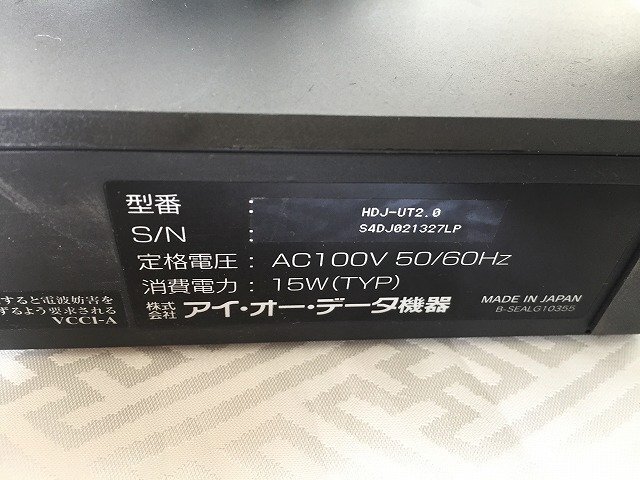 型番 : HDJ-UT2.0
S/N : S4DJ021327LP
定格電圧 : AC100V 50/60Hz
消費電力 : 15W(TYP)
株式会社 アイ・オー・データ機器
MADE IN JAPAN
B-SEALG10355
すると電波妨害を
ずるよう要求される
VCCI-A